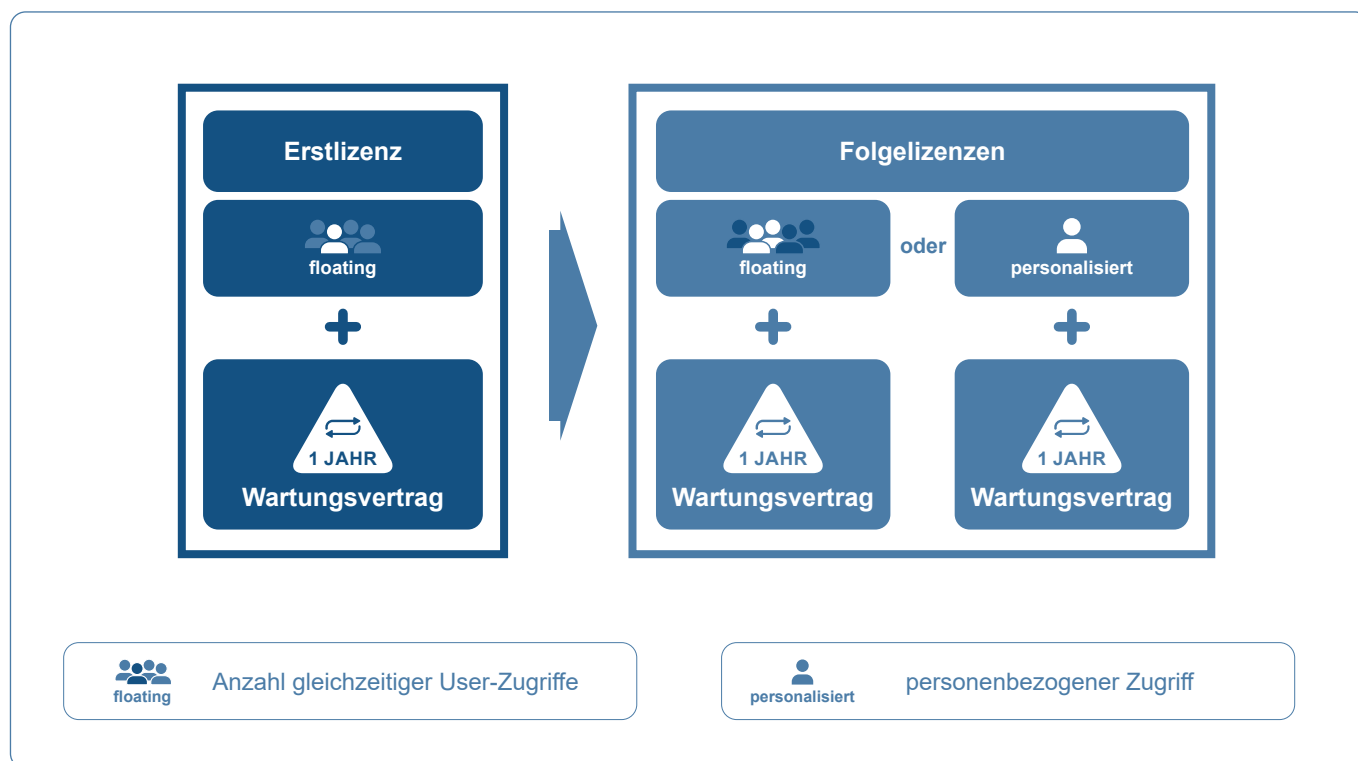 Erstlizenz
floating
1 JAHR
Wartungsvertrag
Folgelizenzen
floating
oder
personalisiert
1 JAHR
Wartungsvertrag
1 JAHR
Wartungsvertrag
floating
Anzahl gleichzeitiger User-Zugriffe
personalisiert
personenbezogener Zugriff